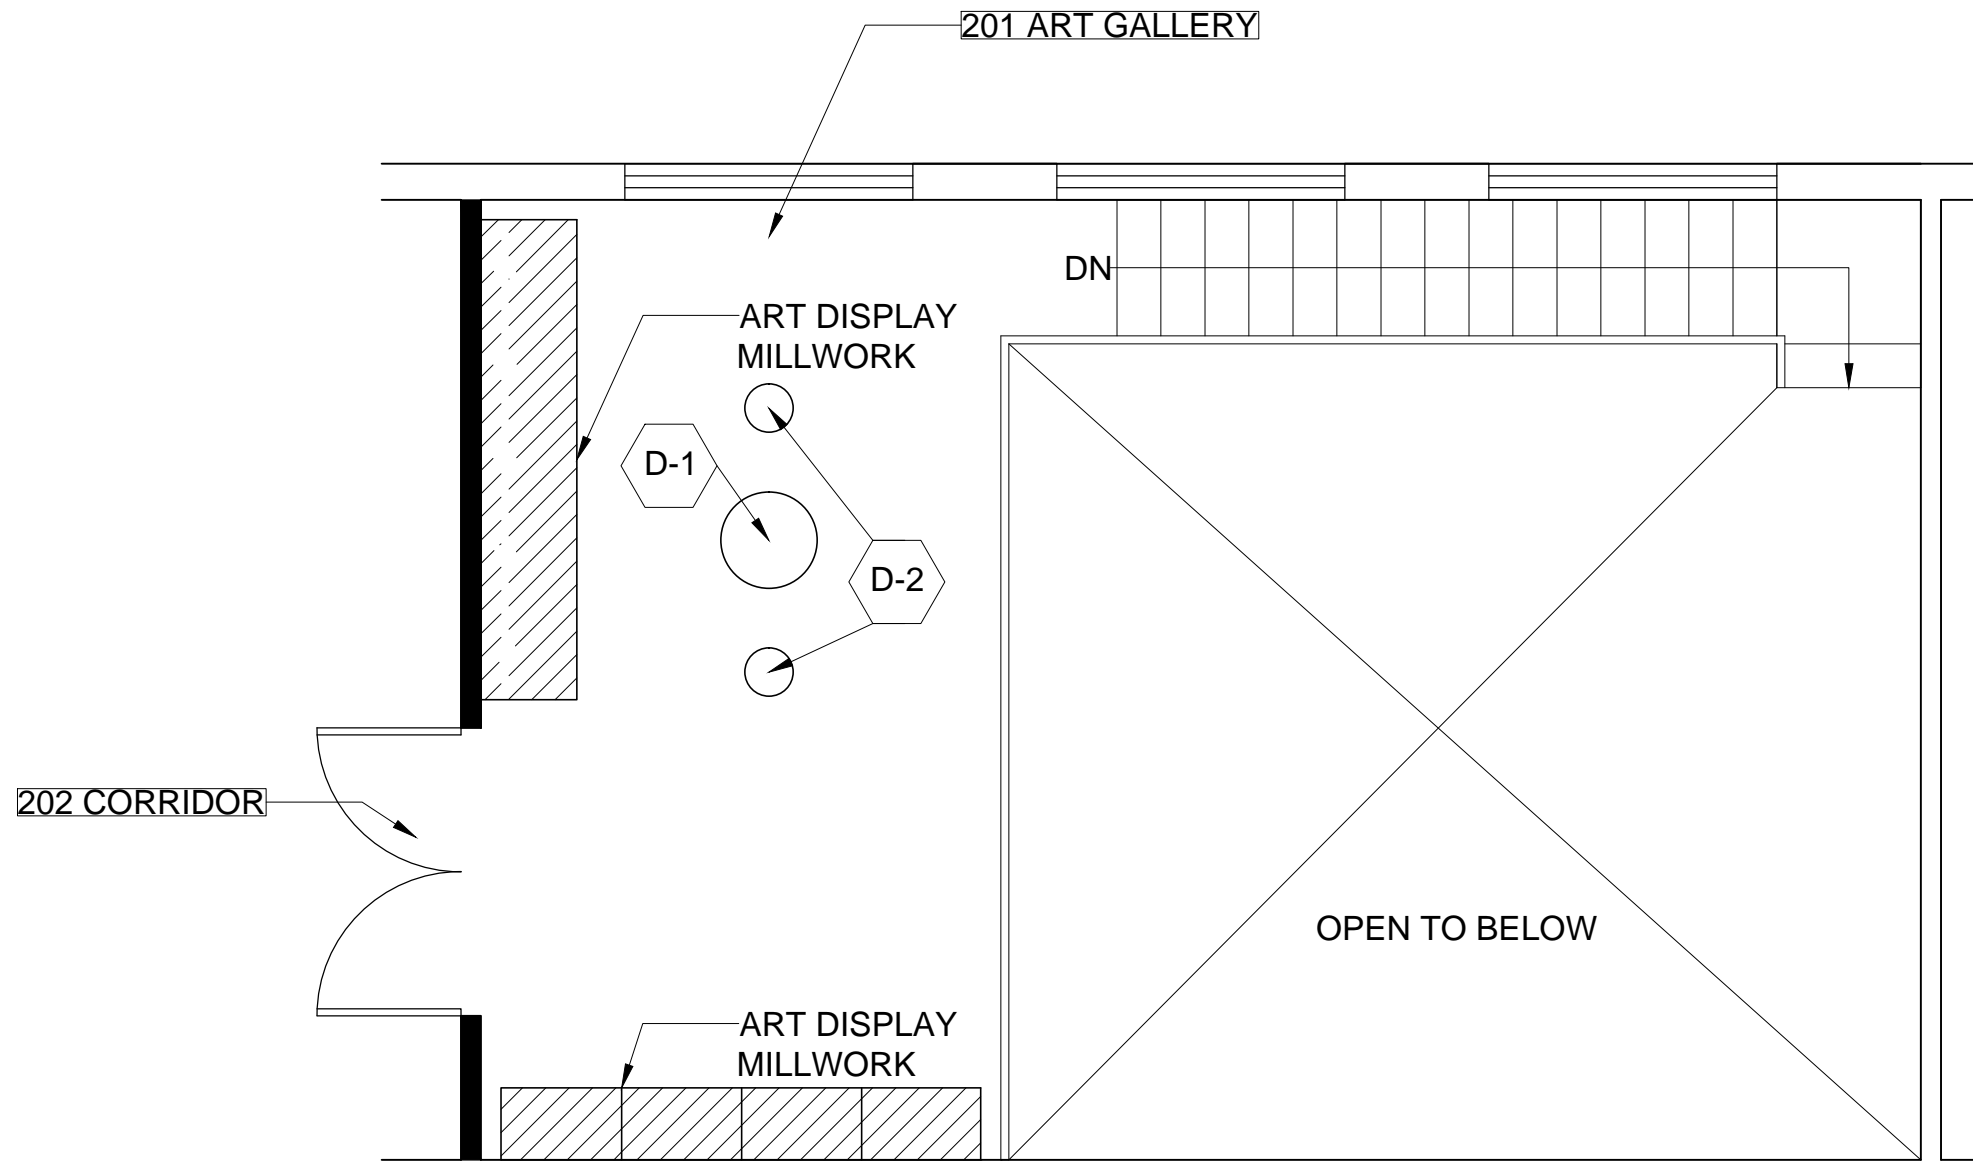 201 ART GALLERY
DN
ART DISPLAY
MILLWORK
D-1
D-2
202 CORRIDOR
OPEN TO BELOW
ART DISPLAY
MILLWORK